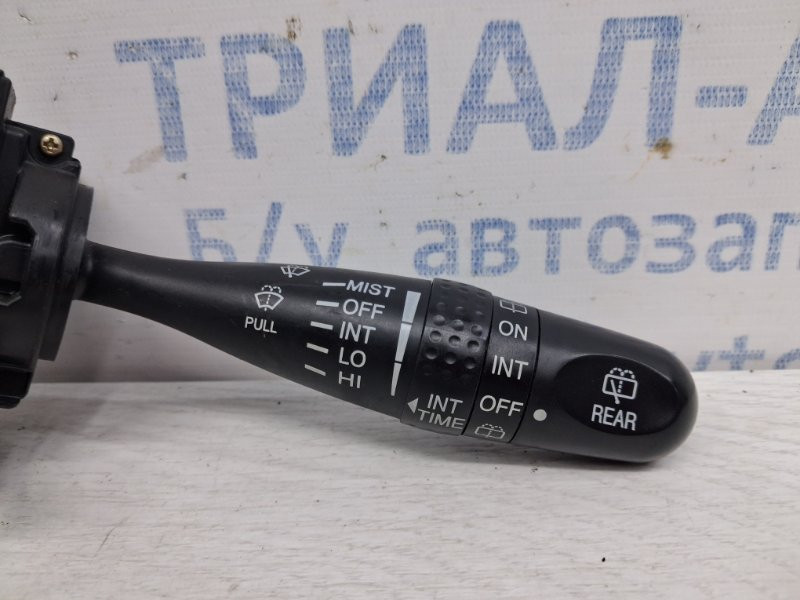 ТРИАЛ-А
Б/у автозап
MIST
OFF
INT
LO
HI
PULL
INT
TIME
ON
INT
OFF
REAR